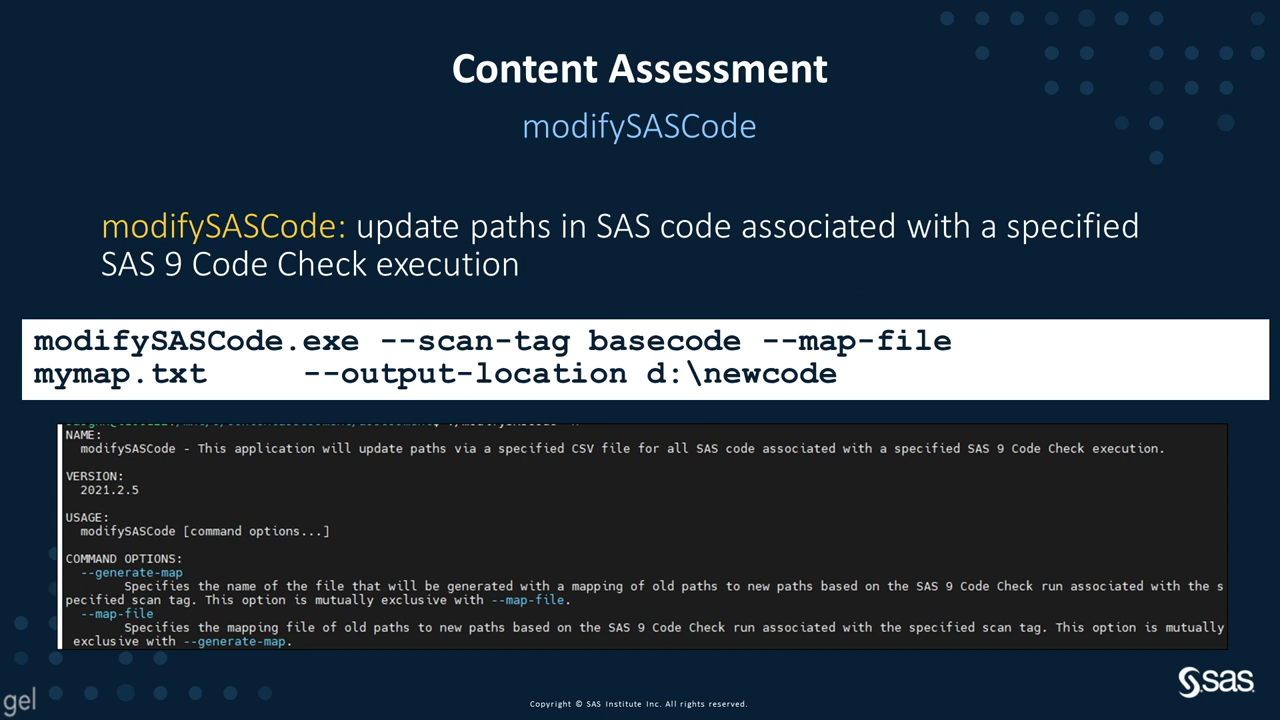 Content Assessment
modifySASCode
modifySASCode: update paths in SAS code associated with a specified
SAS 9 Code Check execution
modifySASCode.exe --scan-tag basecode --map-file
mymap.txt --output-location d:\newcode
NAME:
modifySASCode - This application will update paths via a specified CSV file for all SAS code associated with a specified SAS 9 Code Check execution.
VERSION:
2021.2.5
USAGE:
modifySASCode [command options...]
COMMAND OPTIONS:
--generate-map
Specifies the name of the file that will be generated with a mapping of old paths to new paths based on the SAS 9 Code Check run associated with the s
pecified scan tag. This option is mutually exclusive with --map-file.
--map-file
Specifies the mapping file of old paths to new paths based on the SAS 9 Code Check run associated with the specified scan tag. This option is mutually
exclusive with --generate-map.
sas
gel
Copyright © SAS Institute Inc. All rights reserved.